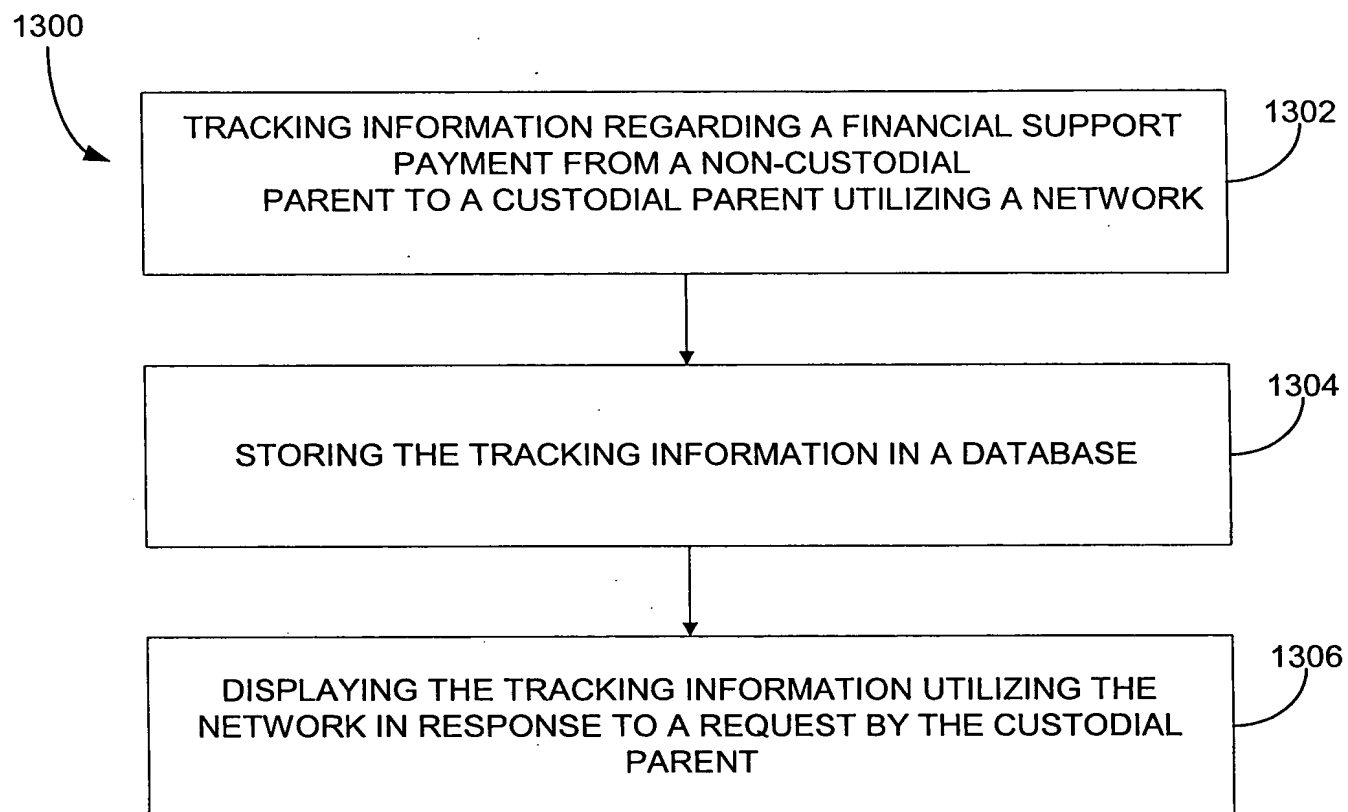 1300
1302
TRACKING INFORMATION REGARDING A FINANCIAL SUPPORT
PAYMENT FROM A NON-CUSTODIAL
PARENT TO A CUSTODIAL PARENT UTILIZING A NETWORK
1304
STORING THE TRACKING INFORMATION IN A DATABASE
1306
DISPLAYING THE TRACKING INFORMATION UTILIZING THE
NETWORK IN RESPONSE TO A REQUEST BY THE CUSTODIAL
PARENT